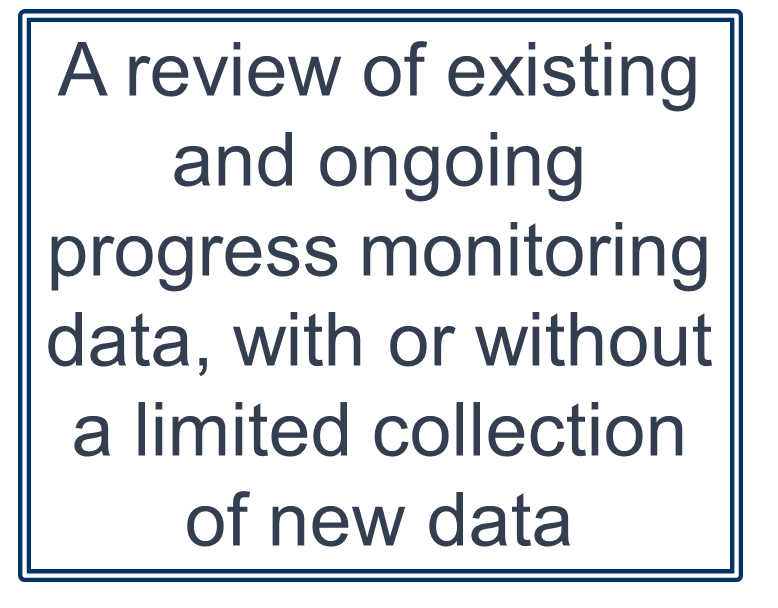 A review of existing
and ongoing
progress monitoring
data, with or without
a limited collection
of new data